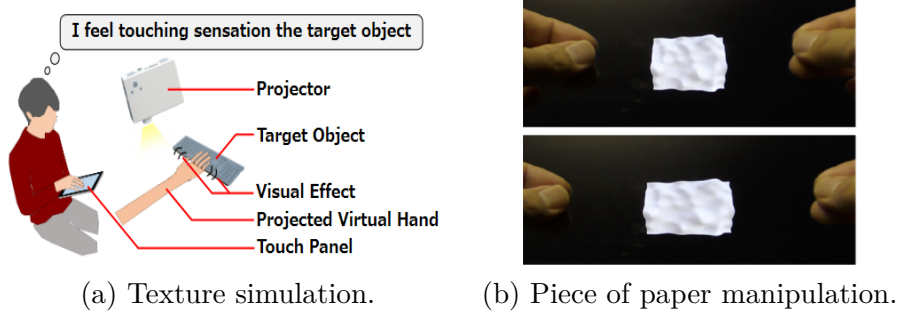 I feel touching sensation the target object
Projector
Target Object
Visual Effect
Projected Virtual Hand
Touch Panel
(a) Texture simulation.
(b) Piece of paper manipulation.